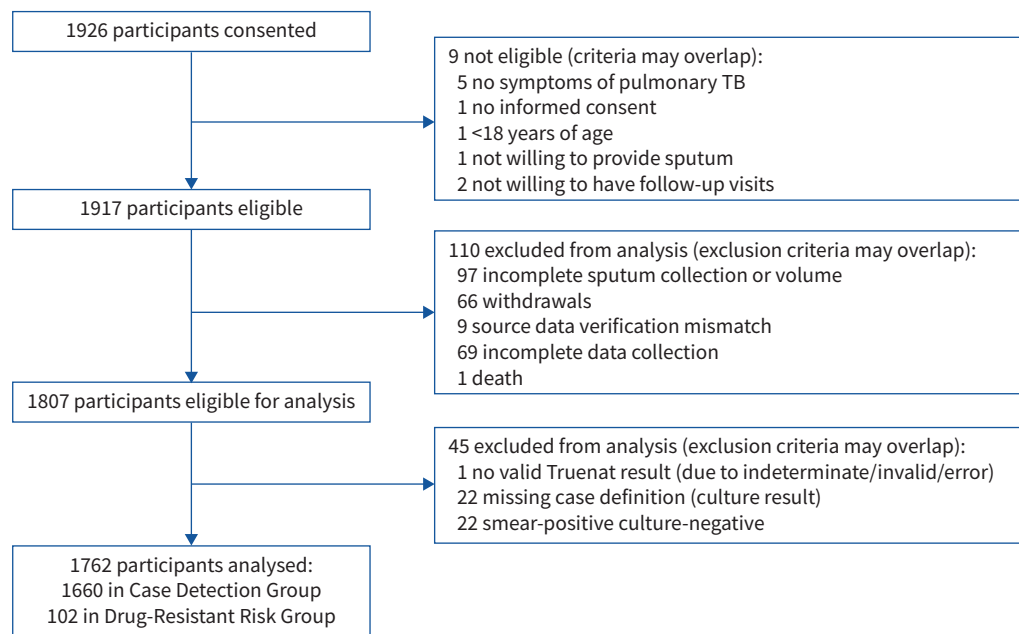 1926 participants consented
9 not eligible (criteria may overlap):
5 no symptoms of pulmonary TB
1 no informed consent
1 <18 years of age
1 not willing to provide sputum
2 not willing to have follow-up visits
1917 participants eligible
110 excluded from analysis (exclusion criteria may overlap):
97 incomplete sputum collection or volume
66 withdrawals
9 source data verification mismatch
69 incomplete data collection
1 death
1807 participants eligible for analysis
45 excluded from analysis (exclusion criteria may overlap):
1 no valid Truenat result (due to indeterminate/invalid/error)
22 missing case definition (culture result)
22 smear-positive culture-negative
1762 participants analysed:
1660 in Case Detection Group
102 in Drug-Resistant Risk Group